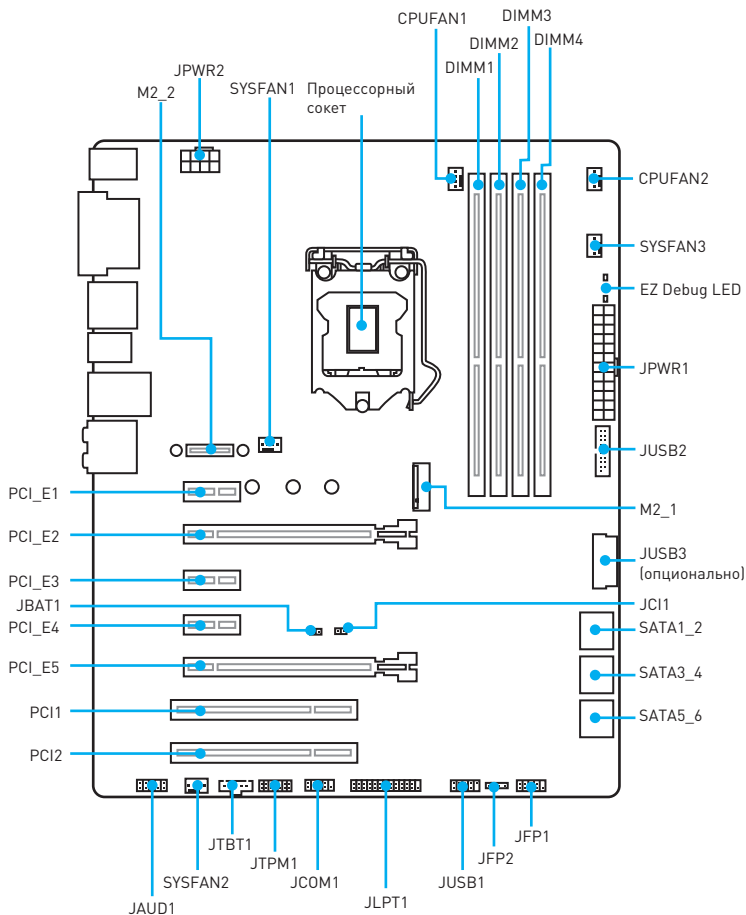 CPUFAN1
DIMM3
DIMM2
DIMM4
DIMM1
JPWR2
SYSFAN1
Процессорный
сокет
M2_2
CPUFAN2
SYSFAN3
EZ Debug LED
JPWR1
JUSB2
M2_1
JUSB3
(опционально)
JCI1
SATA1_2
SATA3_4
SATA5_6
PCI_E1
PCI_E2
PCI_E3
JBAT1
PCI_E4
PCI_E5
PCI1
PCI2
JAUD1
SYSFAN2
JTBT1
JTPM1
JCOM1
JLPT1
JUSB1
JFP2
JFP1